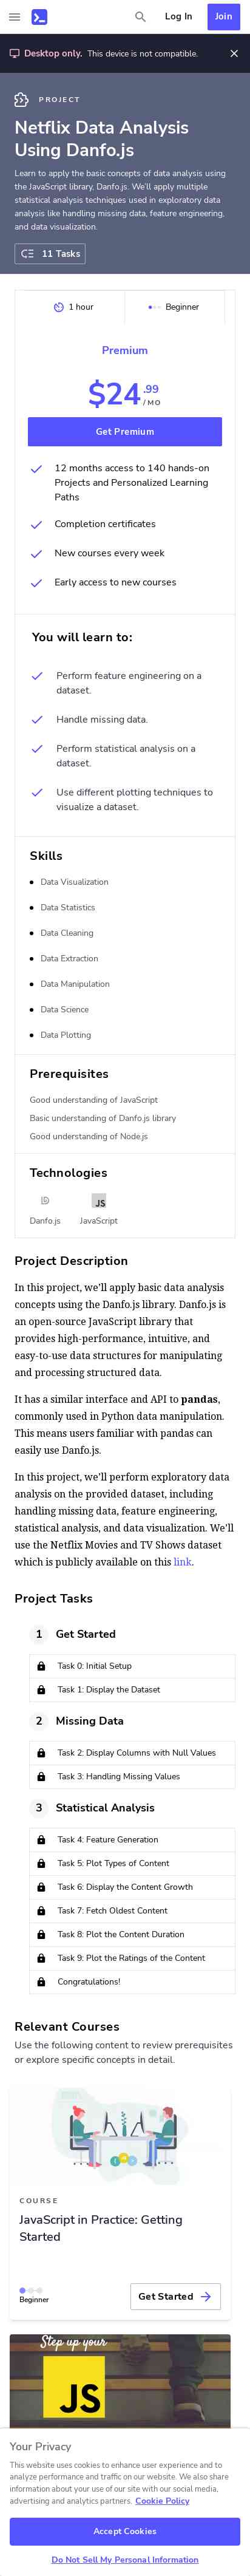 Log In
Join
Desktop only. This device is not compatible.
PROJECT
Netflix Data Analysis
Using Danfo.js
Learn to apply the basic concepts of data analysis using
the JavaScript library, Danfo.js. We'll apply multiple
statistical analysis techniques used in exploratory data
analysis like handling missing data, feature engineering,
and data visualization.
11 Tasks
1 hour
Beginner
Premium
$24.99
/ MO
Get Premium
12 months access to 140 hands-on
Projects and Personalized Learning
Paths
Completion certificates
New courses every week
Early access to new courses
You will learn to:
Perform feature engineering on a
dataset.
Handle missing data.
Perform statistical analysis on a
dataset.
Use different plotting techniques to
visualize a dataset.
Skills
Data Visualization
Data Statistics
Data Cleaning
Data Extraction
Data Manipulation
Data Science
Data Plotting
Prerequisites
Good understanding of JavaScript
Basic understanding of Danfo.js library
Good understanding of Node.js
Technologies
JS
Danfo.js
JavaScript
Project Description
In this project, we'll apply basic data analysis
concepts using the Danfo.js library. Danfo.js is
an open-source JavaScript library that
provides high-performance, intuitive, and
easy-to-use data structures for manipulating
and processing structured data.
It has a similar interface and API to pandas,
commonly used in Python data manipulation.
This means users familiar with pandas can
easily use Danfo.js.
In this project, we'll perform exploratory data
analysis on the provided dataset, including
handling missing data, feature engineering,
statistical analysis, and data visualization. We'll
use the Netflix Movies and TV Shows dataset
which is publicly available on this link.
Project Tasks
1
Get Started
Task 0: Initial Setup
Task 1: Display the Dataset
2
Missing Data
Task 2: Display Columns with Null Values
Task 3: Handling Missing Values
3
Statistical Analysis
Task 4: Feature Generation
Task 5: Plot Types of Content
Task 6: Display the Content Growth
Task 7: Fetch Oldest Content
Task 8: Plot the Content Duration
Task 9: Plot the Ratings of the Content
Congratulations!
Relevant Courses
Use the following content to review prerequisites
or explore specific concepts in detail.
COURSE
JavaScript in Practice: Getting
Started
Beginner
Get Started
Step up your
JS
Your Privacy
This website uses cookies to enhance user experience and to
analyze performance and traffic on our website. We also share
information about your use of our site with our social media,
advertising and analytics partners. Cookie Policy
Accept Cookies
Do Not Sell My Personal Information